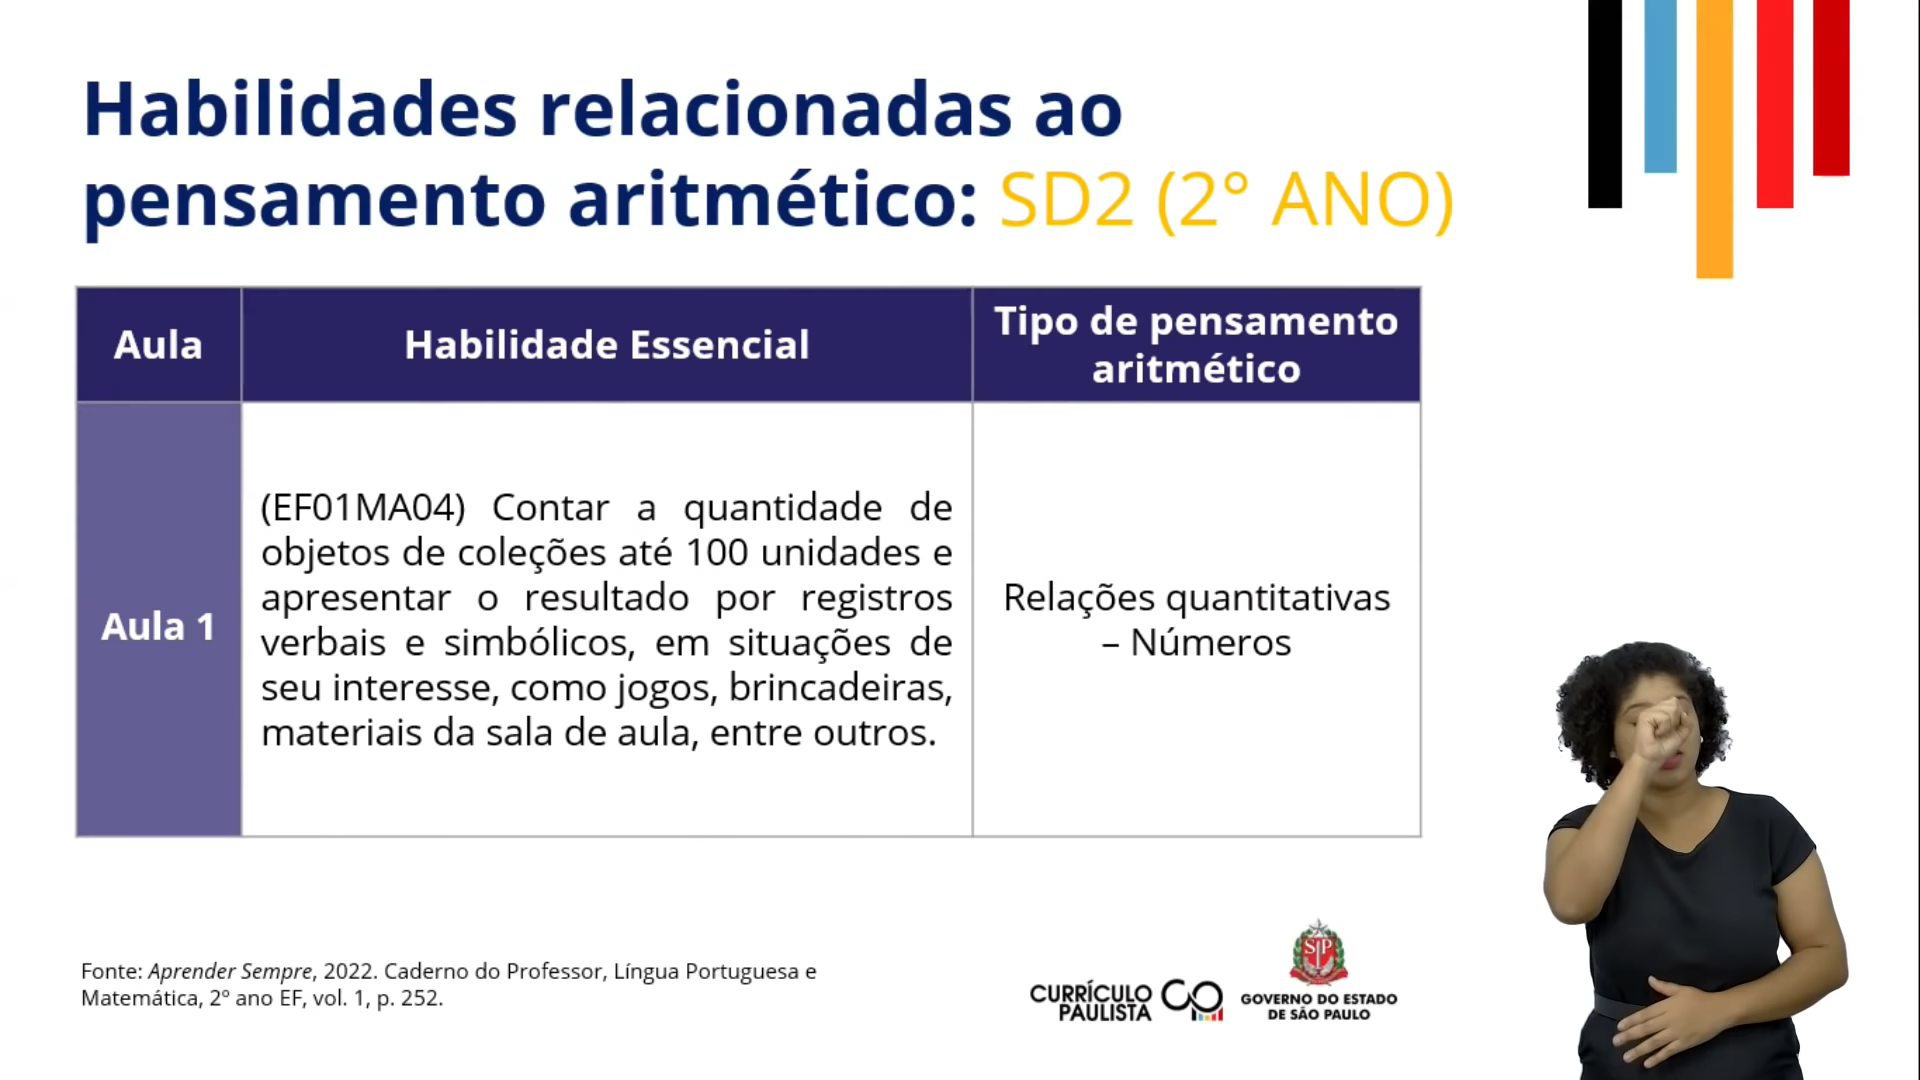 Habilidades relacionadas ao
pensamento aritmético: SD2 (2° ANO)
Aula
Habilidade Essencial
Tipo de pensamento
aritmético
Aula 1
(EF01MA04) Contar a quantidade de
objetos de coleções até 100 unidades e
apresentar o resultado por registros
verbais e simbólicos, em situações de
seu interesse, como jogos, brincadeiras,
materiais da sala de aula, entre outros.
Relações quantitativas
– Números
Fonte: Aprender Sempre, 2022. Caderno do Professor, Língua Portuguesa e
Matemática, 2º ano EF, vol. 1, p. 252.
CURRÍCULO
PAULISTA
SP
GOVERNO DO ESTADO
DE SÃO PAULO